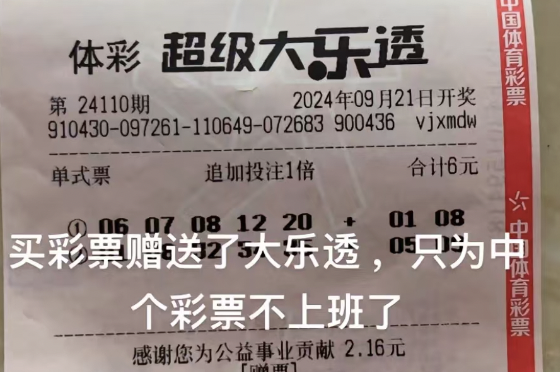 体彩 超级大乐透
第 24110期 2024年09月21日开奖
910430-097261-110649-072683 900436 vjxmdw
单式票 追加投注1倍 合计6元
① 06 07 08 12 20 + 01 08
买彩票赠送了大乐透，只为中
个彩票不上班了
感谢您为公益事业贡献 2.16元
[赠票]
中国体育彩票
中国体育彩票